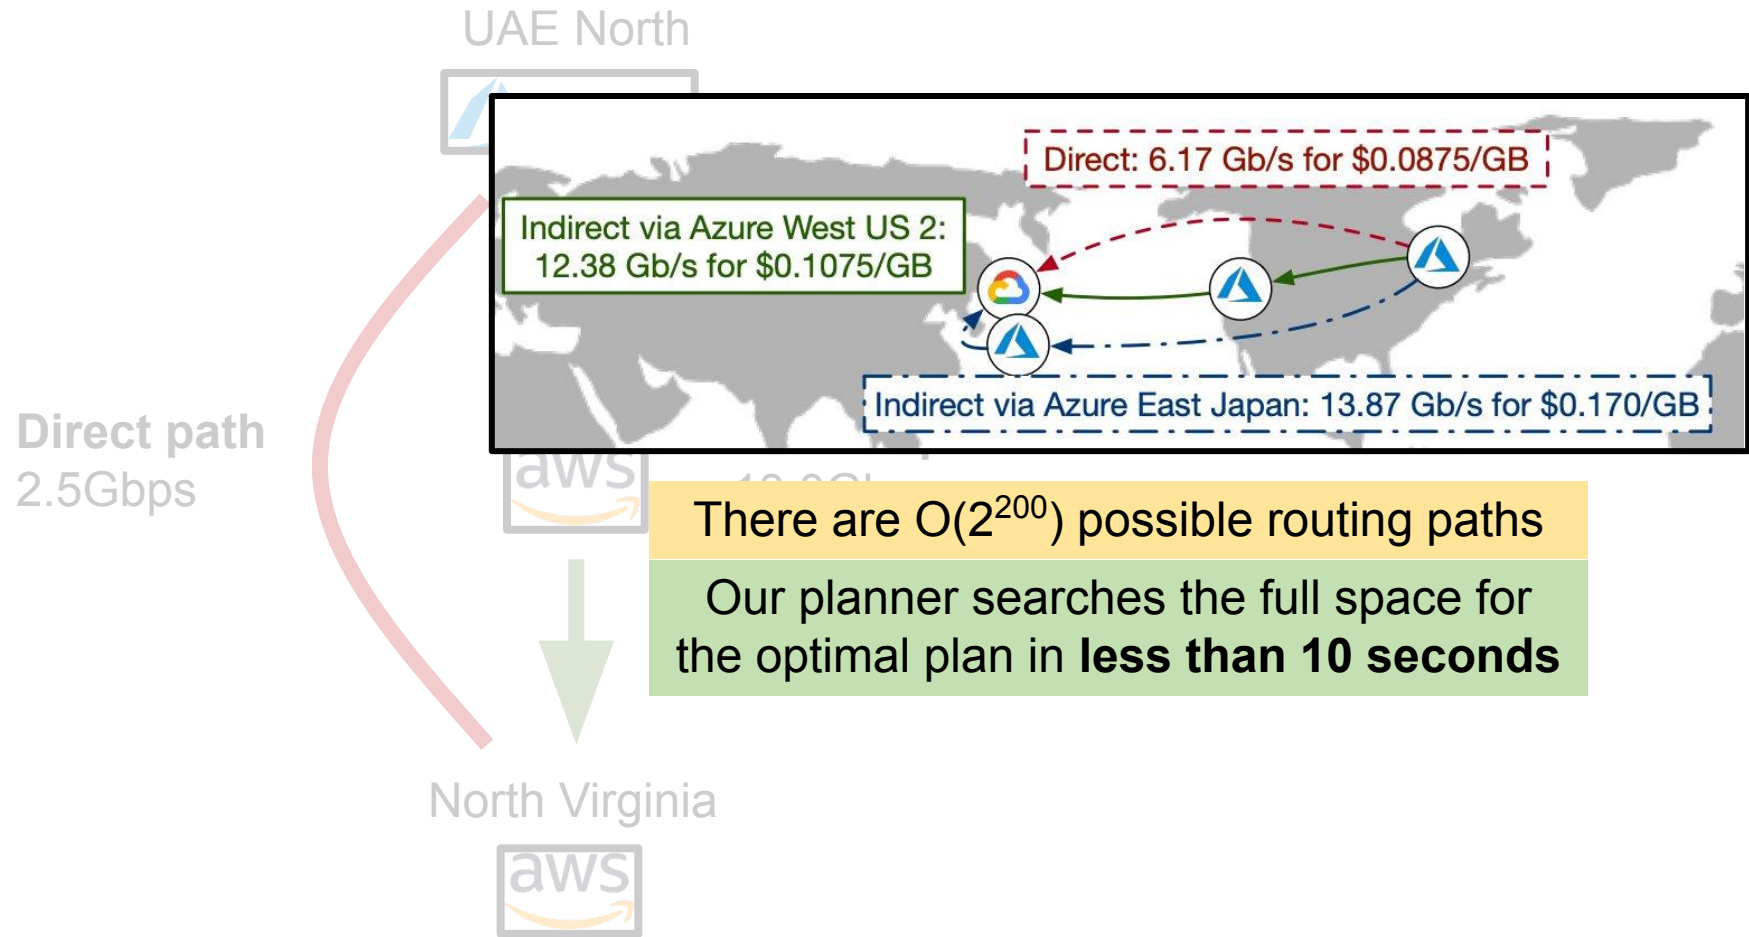 UAE North
Direct: 6.17 Gb/s for $0.0875/GB
Indirect via Azure West US 2:
12.38 Gb/s for $0.1075/GB
Indirect via Azure East Japan: 13.87 Gb/s for $0.170/GB
Direct path
2.5Gbps
aws
There are O(2²⁰⁰) possible routing paths
Our planner searches the full space for
the optimal plan in less than 10 seconds
North Virginia
aws